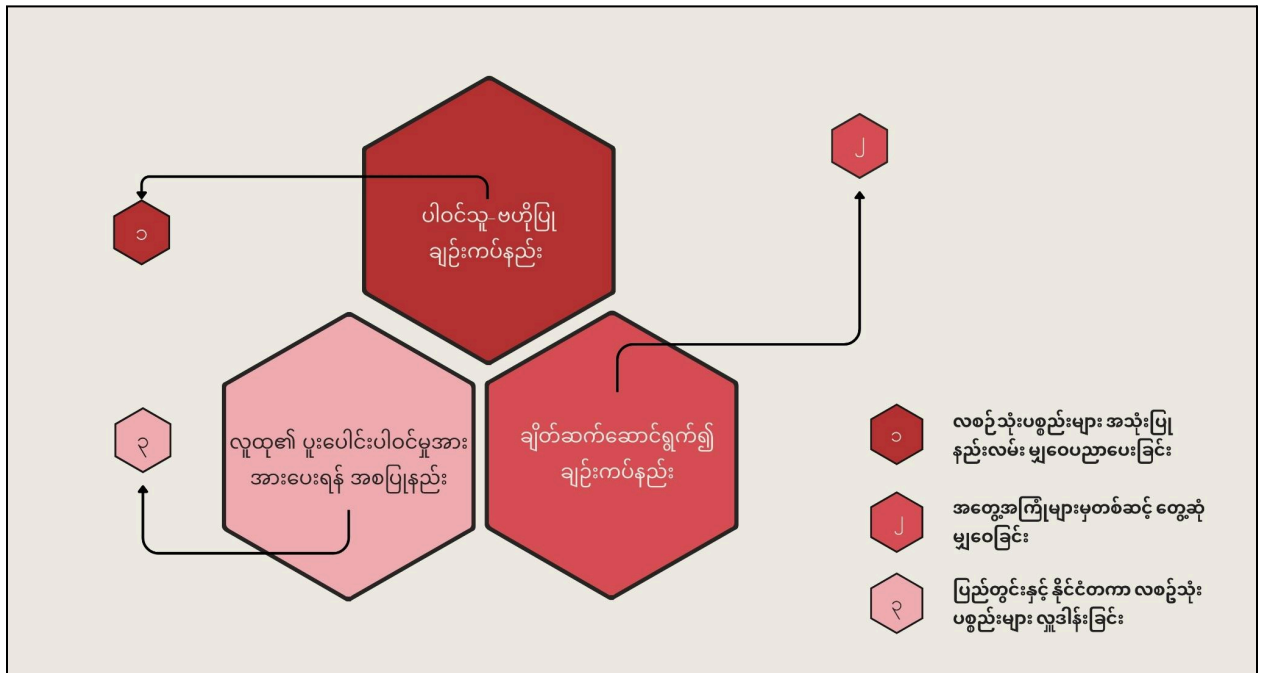 ပါဝင်သူ-ဗဟိုပြု
ချဉ်းကပ်နည်း
၁
၂
လူထု၏ ပူးပေါင်းပါဝင်မှုအား
အားပေးရန် အစပြုနည်း
၃
ချိတ်ဆက်ဆောင်ရွက်၍
ချဉ်းကပ်နည်း
၁
လစဉ်သုံးပစ္စည်းများ အသုံးပြု
နည်းလမ်း မျှဝေပညာပေးခြင်း
၂
အတွေ့အကြုံများမှတစ်ဆင့် တွေ့ဆုံ
မျှဝေခြင်း
၃
ပြည်တွင်းနှင့် နိုင်ငံတကာ လစဥ်သုံး
ပစ္စည်းများ လှူဒါန်းခြင်း